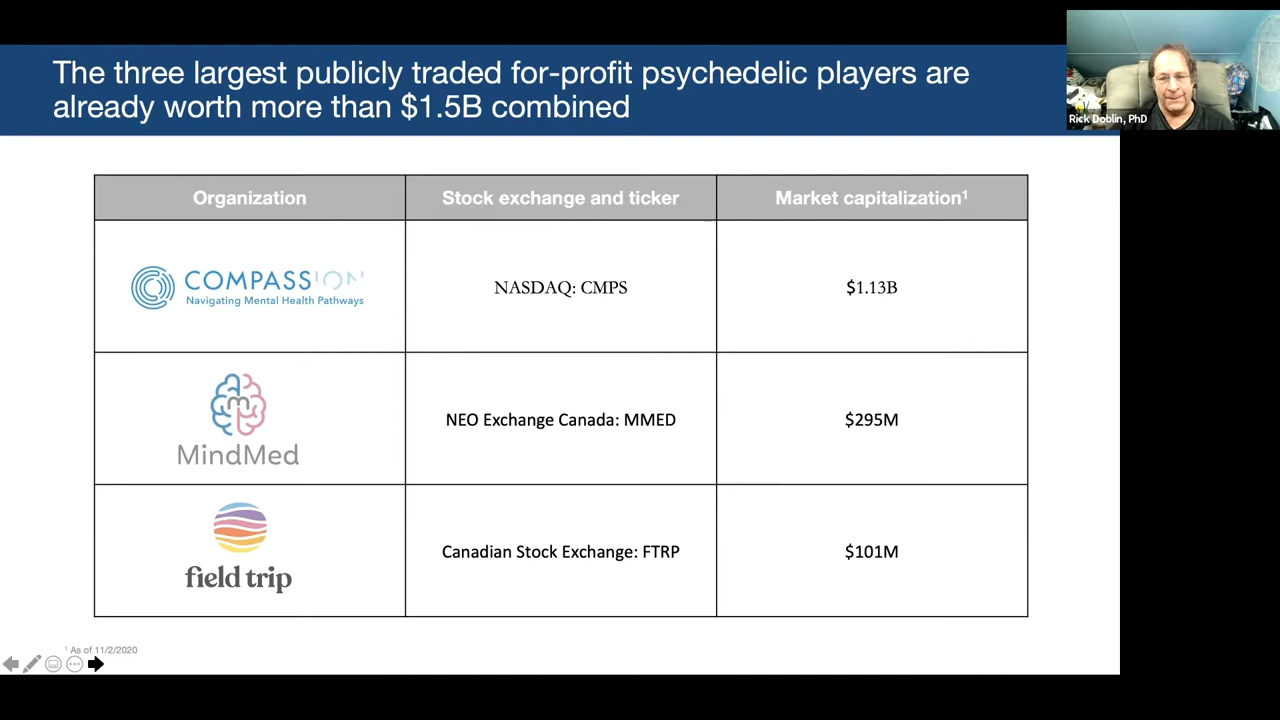 The three largest publicly traded for-profit psychedelic players are
already worth more than $1.5B combined
Rick Doblin, PhD
Organization
Stock exchange and ticker
Market capitalization¹
COMPASSION
Navigating Mental Health Pathways
NASDAQ: CMPS
$1.13B
MindMed
NEO Exchange Canada: MMED
$295M
field trip
Canadian Stock Exchange: FTRP
$101M
¹ As of 11/2/2020